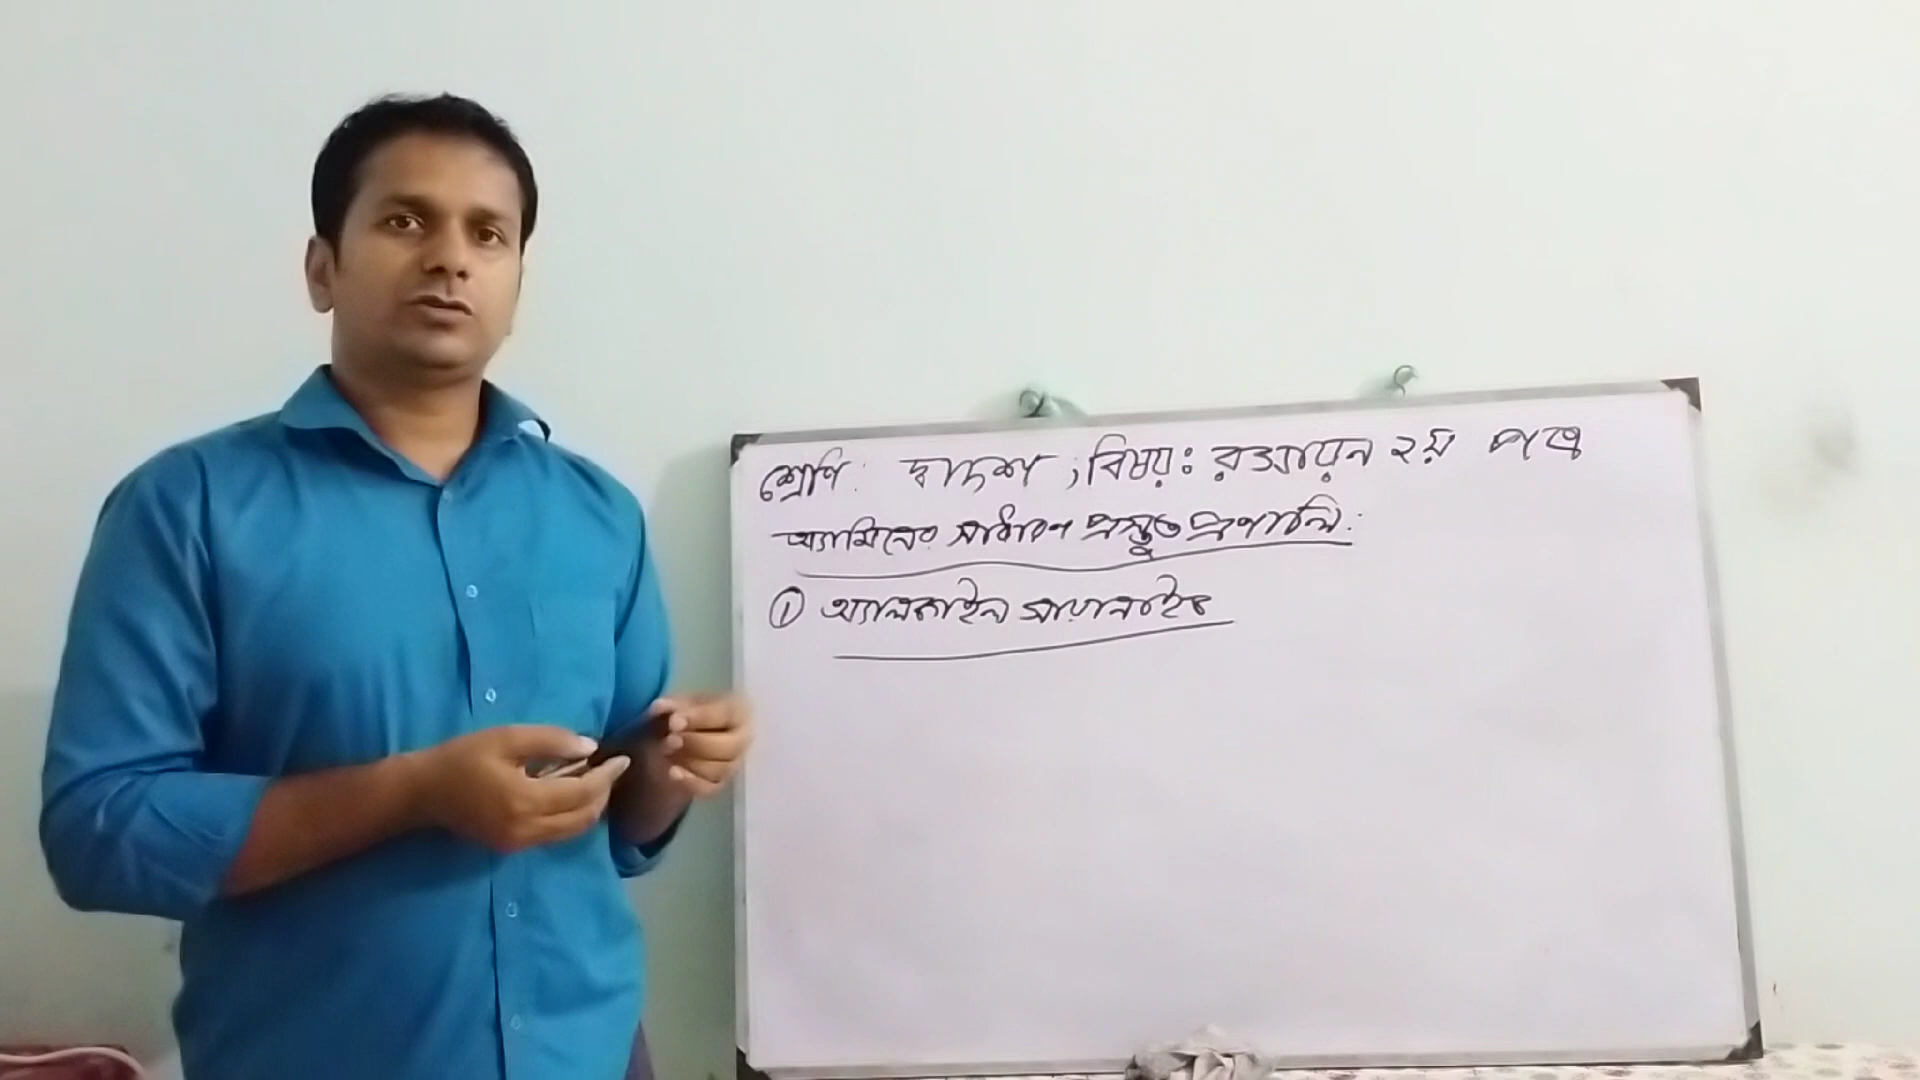 শ্রেণি: দ্বাদশ, বিষয়: রসায়ন ২য় পত্র
অ্যামিনের সাধারণ প্রস্তুত প্রণালি:
① অ্যালকাইল সায়ানাইড